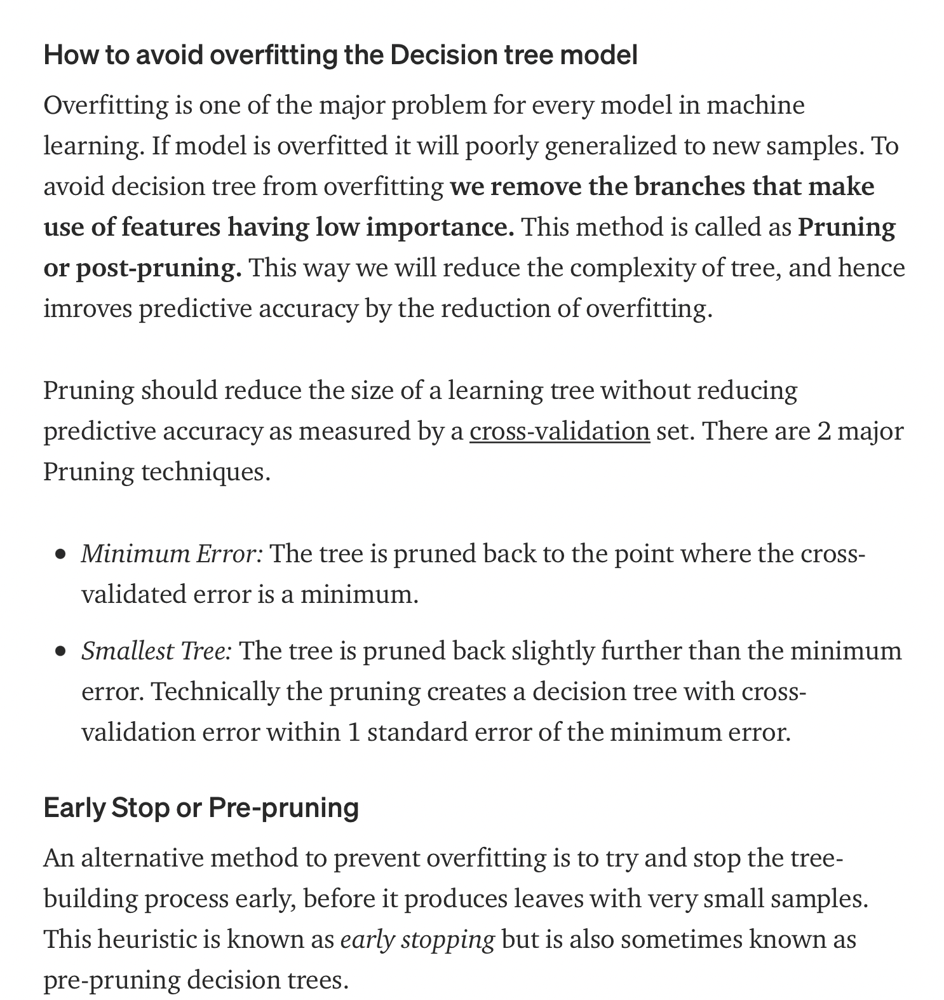 How to avoid overfitting the Decision tree model
Overfitting is one of the major problem for every model in machine
learning. If model is overfitted it will poorly generalized to new samples. To
avoid decision tree from overfitting we remove the branches that make
use of features having low importance. This method is called as Pruning
or post-pruning. This way we will reduce the complexity of tree, and hence
imroves predictive accuracy by the reduction of overfitting.
Pruning should reduce the size of a learning tree without reducing
predictive accuracy as measured by a cross-validation set. There are 2 major
Pruning techniques.
• Minimum Error: The tree is pruned back to the point where the cross-
validated error is a minimum.
• Smallest Tree: The tree is pruned back slightly further than the minimum
error. Technically the pruning creates a decision tree with cross-
validation error within 1 standard error of the minimum error.
Early Stop or Pre-pruning
An alternative method to prevent overfitting is to try and stop the tree-
building process early, before it produces leaves with very small samples.
This heuristic is known as early stopping but is also sometimes known as
pre-pruning decision trees.